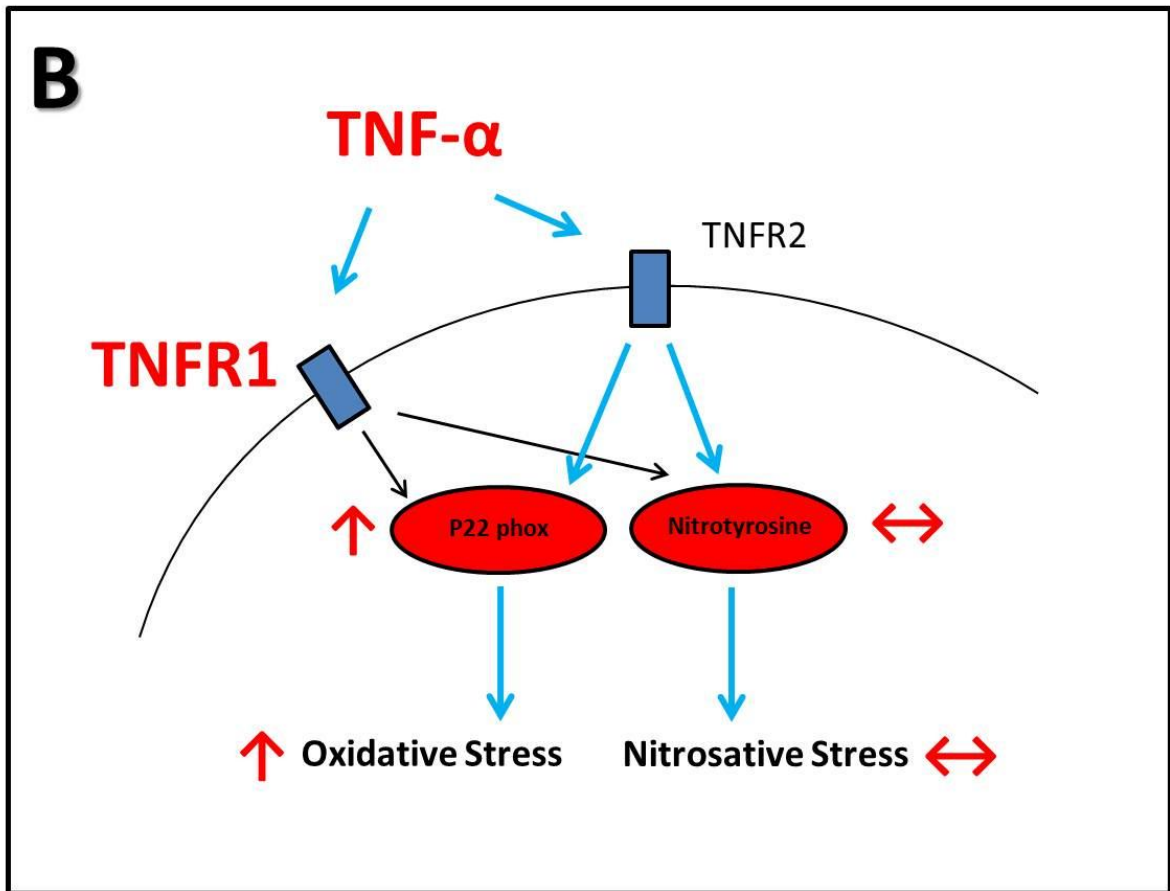 B
TNF-α
TNFR2
TNFR1
P22 phox
Nitrotyrosine
Oxidative Stress
Nitrosative Stress